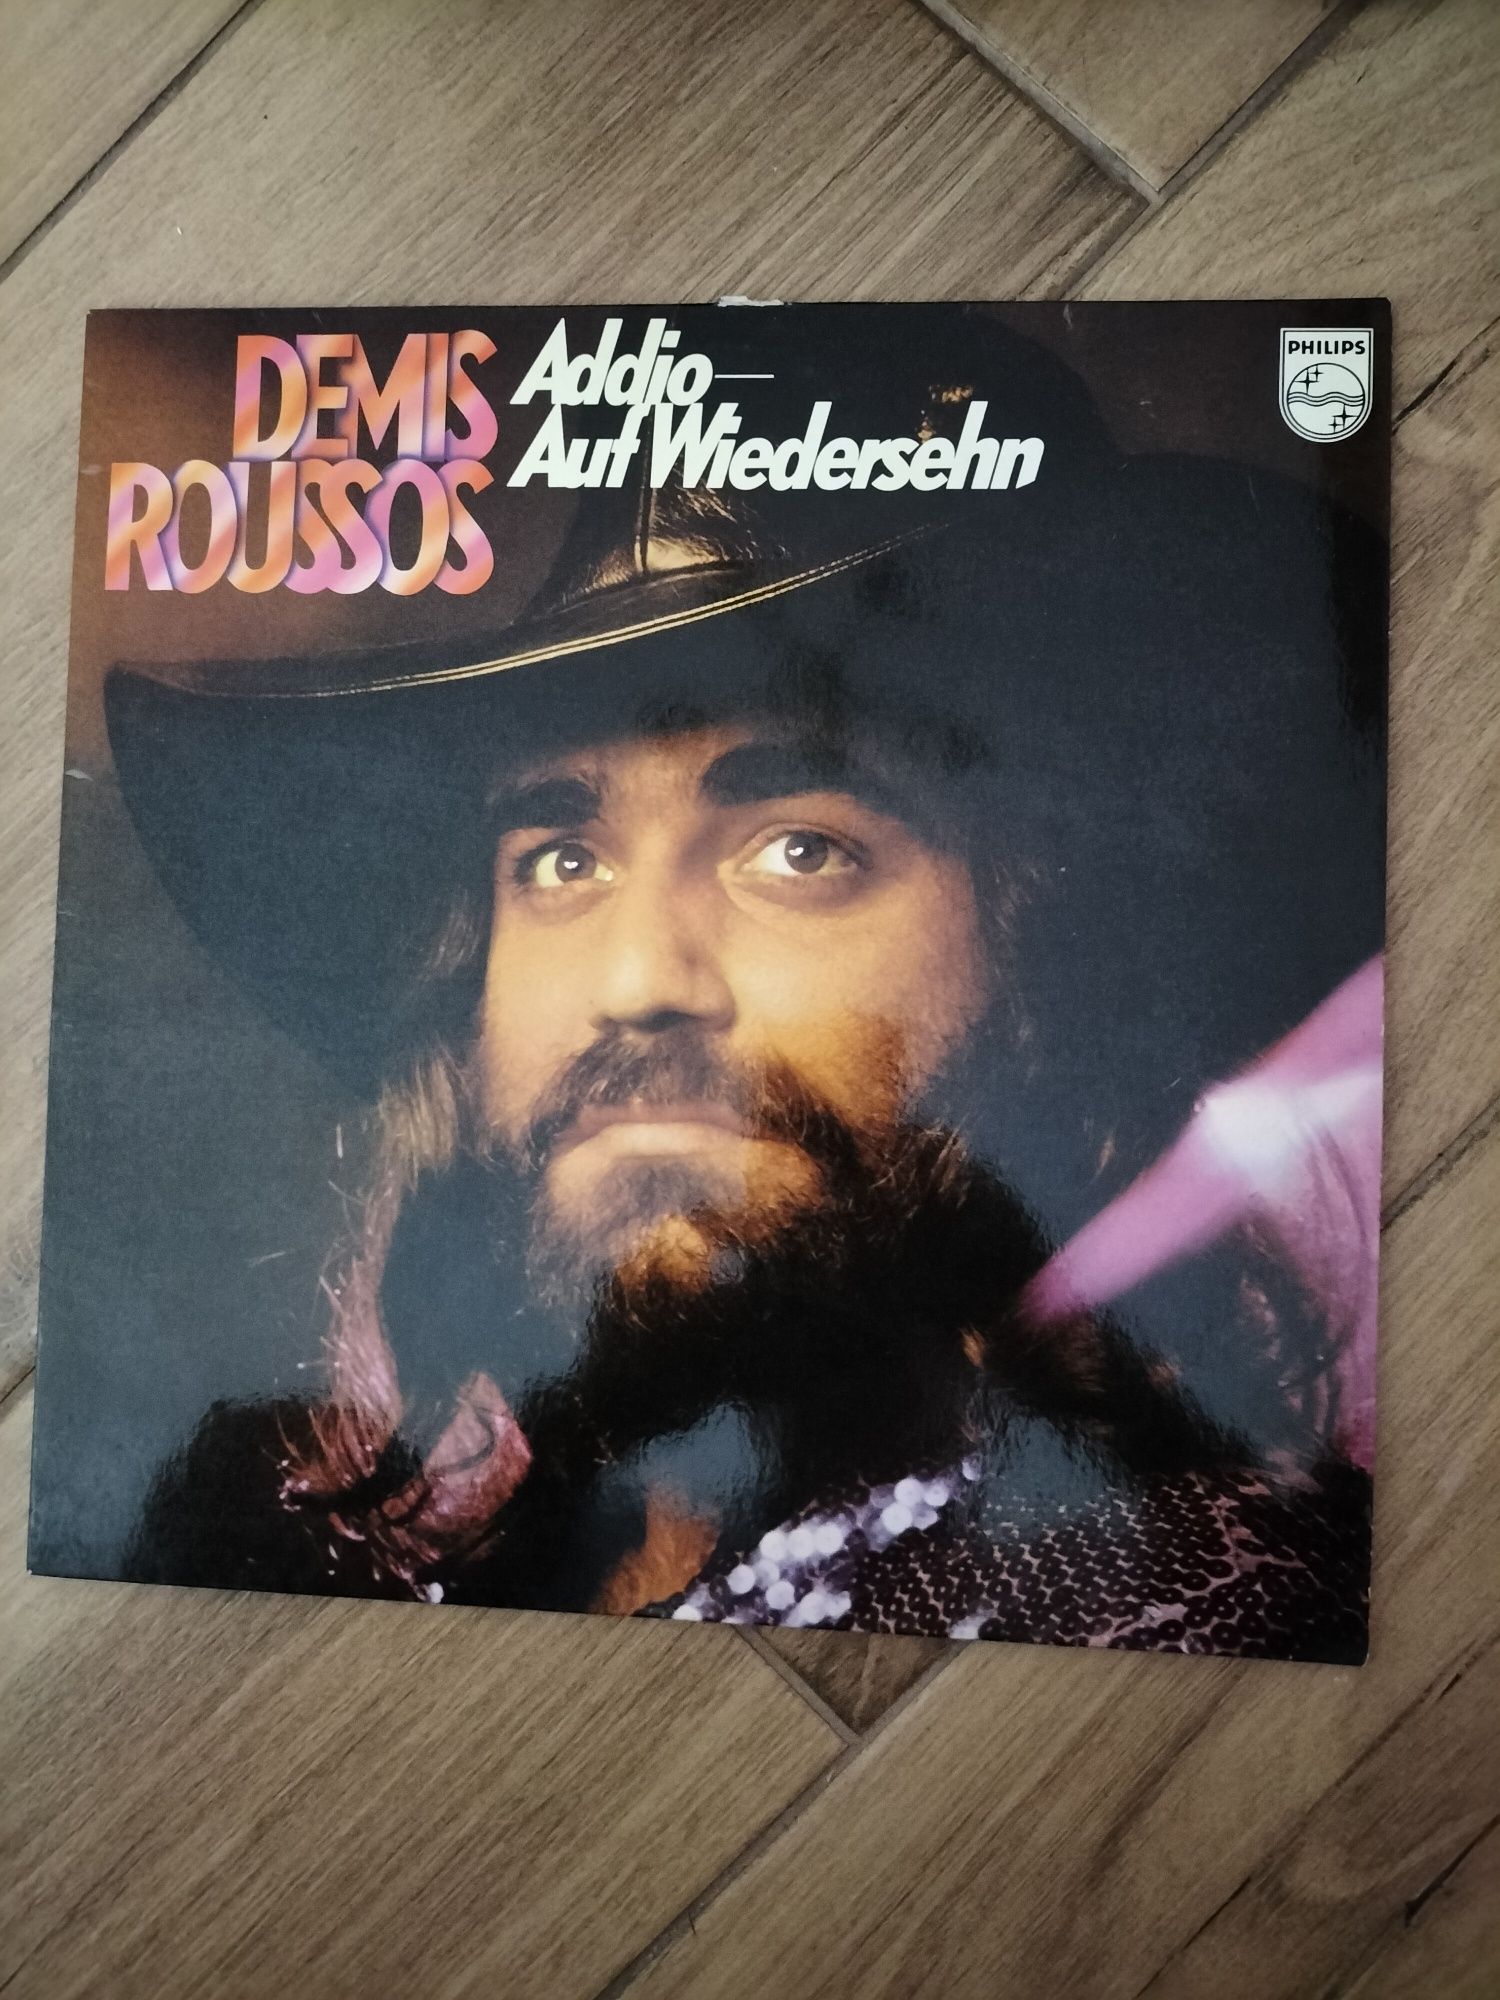 DEMIS
ROUSSOS
Addio—
Auf Wiedersehn
PHILIPS